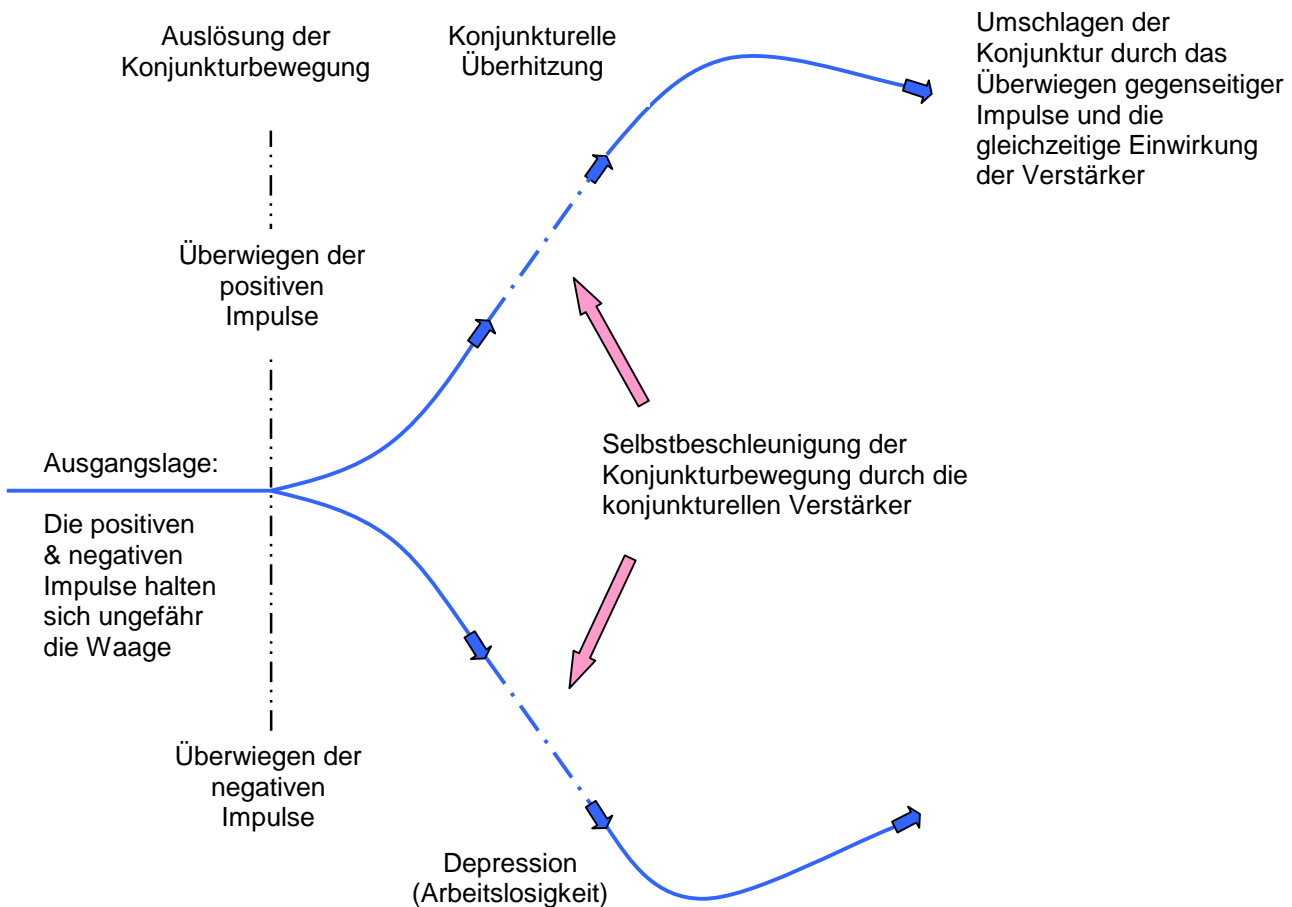 Auslösung der
Konjunkturbewegung
Konjunkturelle
Überhitzung
Umschlagen der
Konjunktur durch das
Überwiegen gegenseitiger
Impulse und die
gleichzeitige Einwirkung
der Verstärker
Überwiegen der
positiven
Impulse
Ausgangslage:
Die positiven
& negativen
Impulse halten
sich ungefähr
die Waage
Selbstbeschleunigung der
Konjunkturbewegung durch die
konjunkturellen Verstärker
Überwiegen der
negativen
Impulse
Depression
(Arbeitslosigkeit)